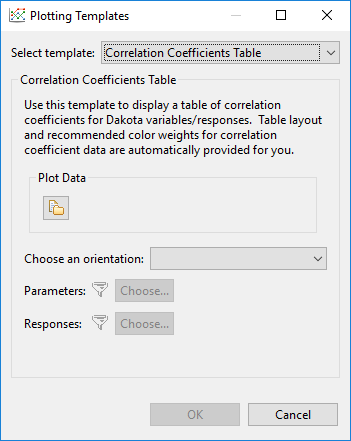 Plotting Templates
Select template: Correlation Coefficients Table
Correlation Coefficients Table
Use this template to display a table of correlation
coefficients for Dakota variables/responses.  Table layout
and recommended color weights for correlation
coefficient data are automatically provided for you.
Plot Data
Choose an orientation:
Parameters: Choose...
Responses: Choose...
OK Cancel